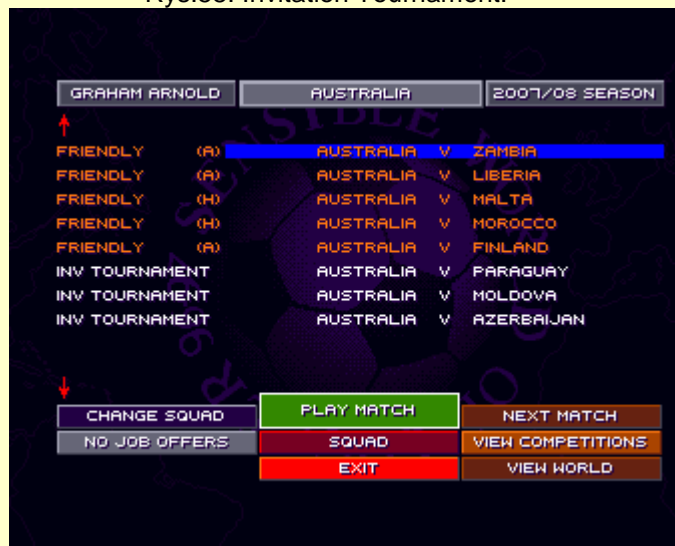 Invitation Tournament.
GRAHAM ARNOLD AUSTRALIA 2007/08 SEASON
FRIENDLY (A) AUSTRALIA V ZAMBIA
FRIENDLY (A) AUSTRALIA V LIBERIA
FRIENDLY (H) AUSTRALIA V MALTA
FRIENDLY (H) AUSTRALIA V MOROCCO
FRIENDLY (A) AUSTRALIA V FINLAND
INV TOURNAMENT AUSTRALIA V PARAGUAY
INV TOURNAMENT AUSTRALIA V MOLDOVA
INV TOURNAMENT AUSTRALIA V AZERBAIJAN
CHANGE SQUAD PLAY MATCH NEXT MATCH
NO JOB OFFERS SQUAD VIEW COMPETITIONS
EXIT VIEW WORLD